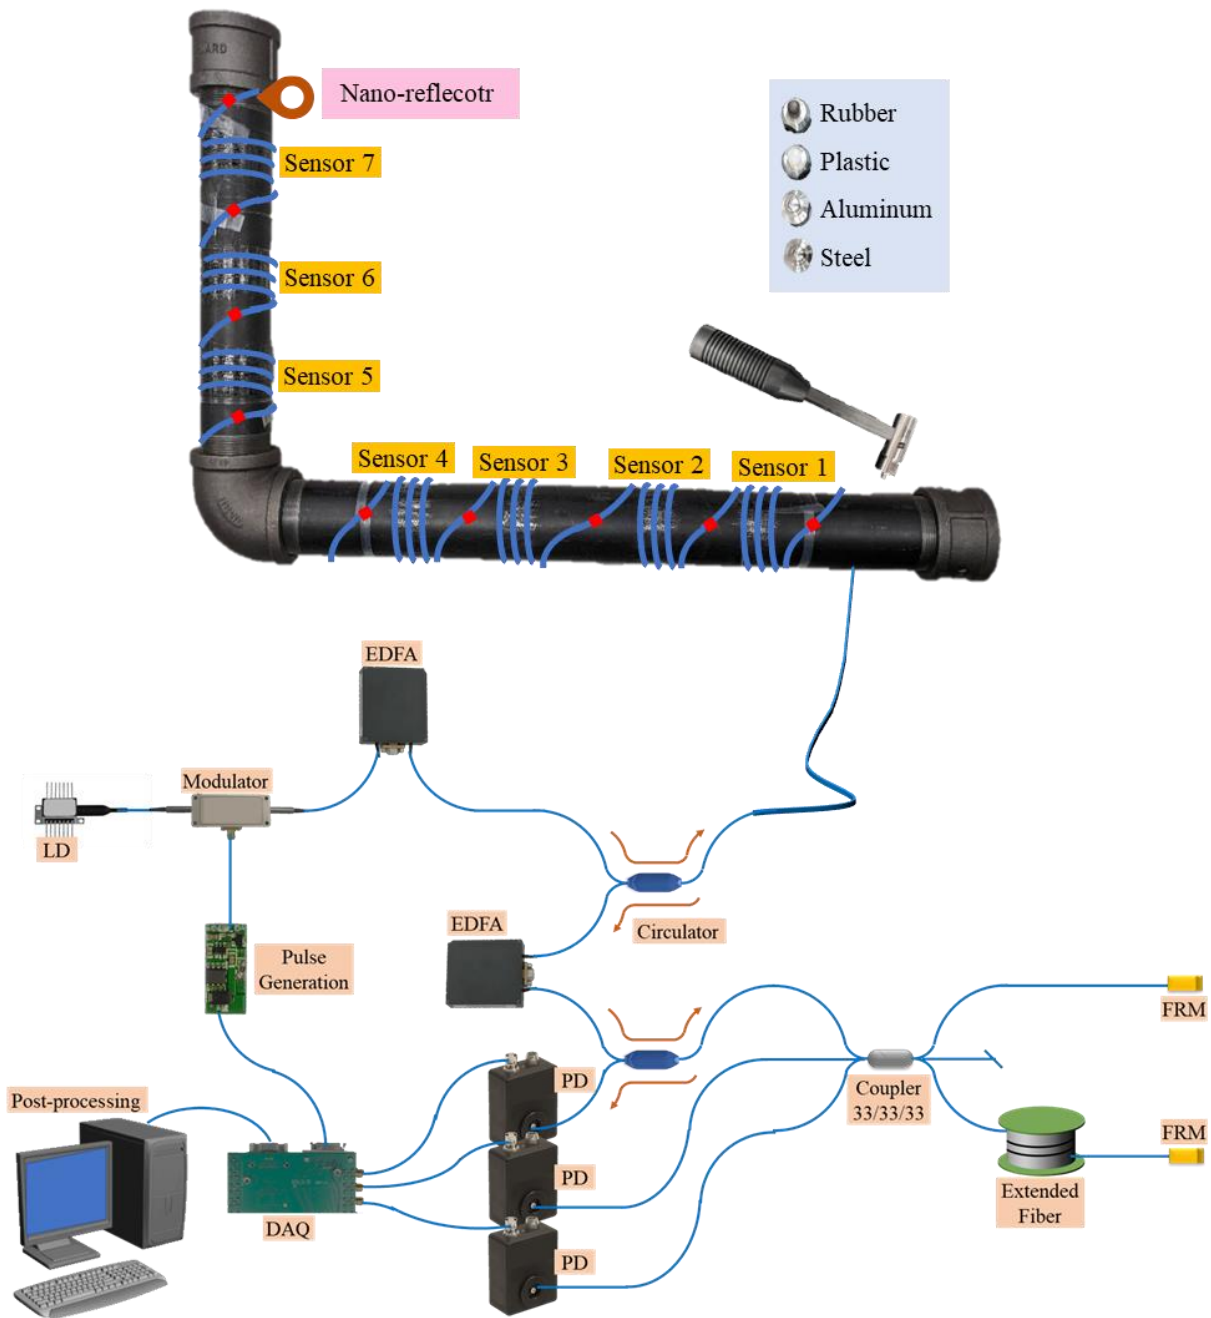 Nano-reflecotr
Rubber
Plastic
Aluminum
Steel
Sensor 7
Sensor 6
Sensor 5
Sensor 4
Sensor 3
Sensor 2
Sensor 1
EDFA
Modulator
LD
EDFA
Circulator
Pulse
Generation
FRM
PD
Coupler
33/33/33
Post-processing
PD
FRM
Extended
Fiber
DAQ
PD